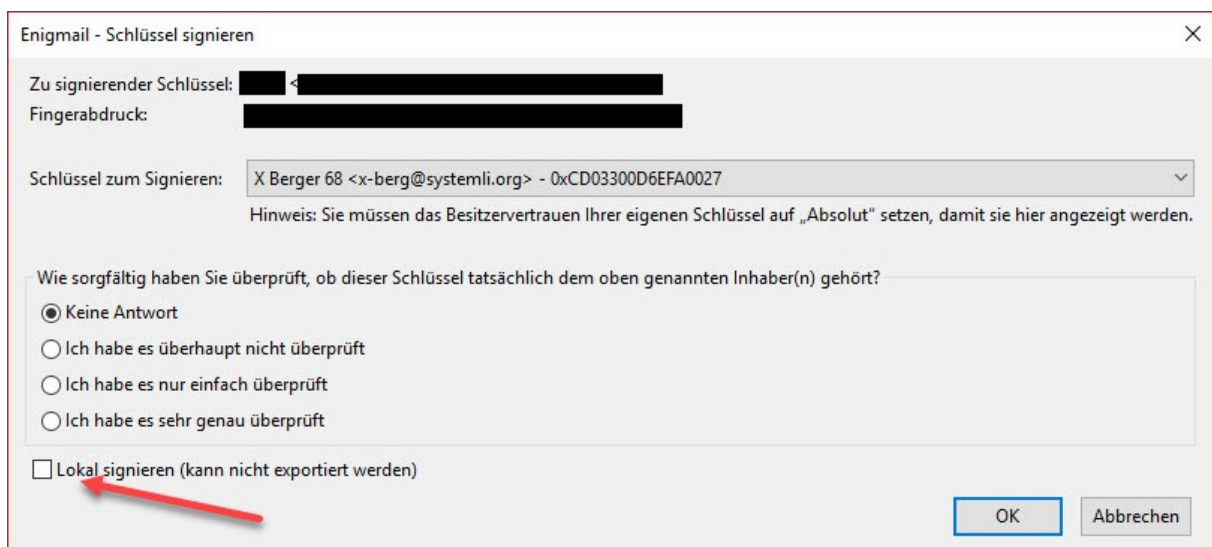 Enigmail - Schlüssel signieren
Zu signierender Schlüssel: <
Fingerabdruck:
Schlüssel zum Signieren: X Berger 68 <x-berg@systemli.org> - 0xCD03300D6EFA0027
Hinweis: Sie müssen das Besitzervertrauen Ihrer eigenen Schlüssel auf „Absolut“ setzen, damit sie hier angezeigt werden.
Wie sorgfältig haben Sie überprüft, ob dieser Schlüssel tatsächlich dem oben genannten Inhaber(n) gehört?
Keine Antwort
Ich habe es überhaupt nicht überprüft
Ich habe es nur einfach überprüft
Ich habe es sehr genau überprüft
Lokal signieren (kann nicht exportiert werden)
OK Abbrechen